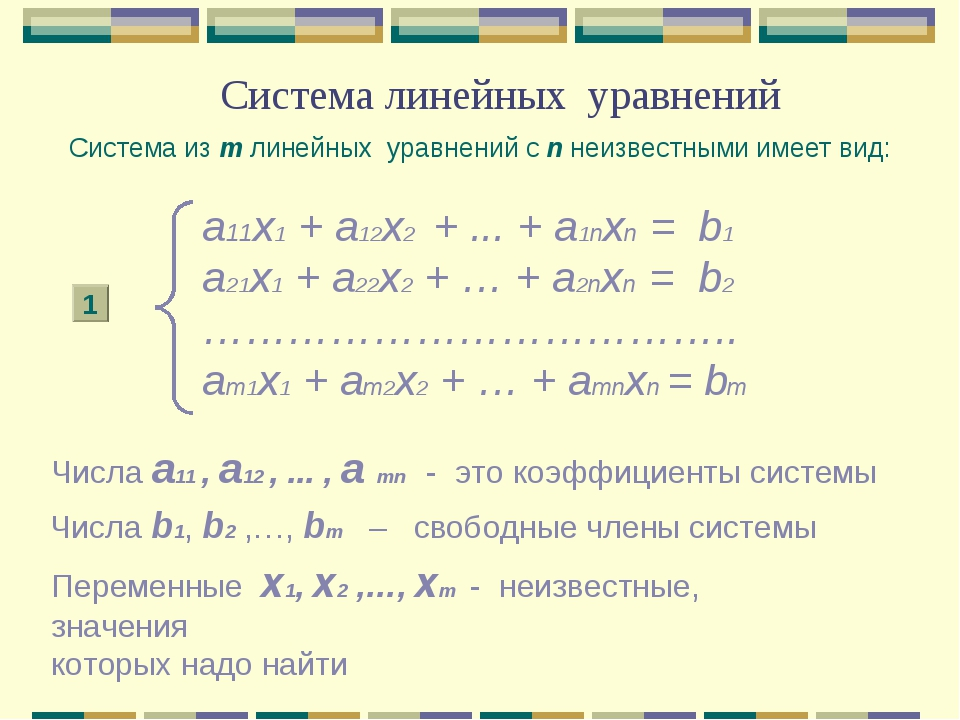 Система линейных уравнений
Система из m линейных уравнений с n неизвестными имеет вид:
a11x1 + a12x2 + ... + a1nxn = b1
a21x1 + a22x2 + … + a2nxn = b2
1
………………………………..
am1x1 + am2x2 + … + amnxn = bm
Числа a11 , a12 , ... , a mn - это коэффициенты системы
Числа b1, b2 ,…, bm – свободные члены системы
Переменные x1, x2 ,..., xm - неизвестные,
значения
которых надо найти